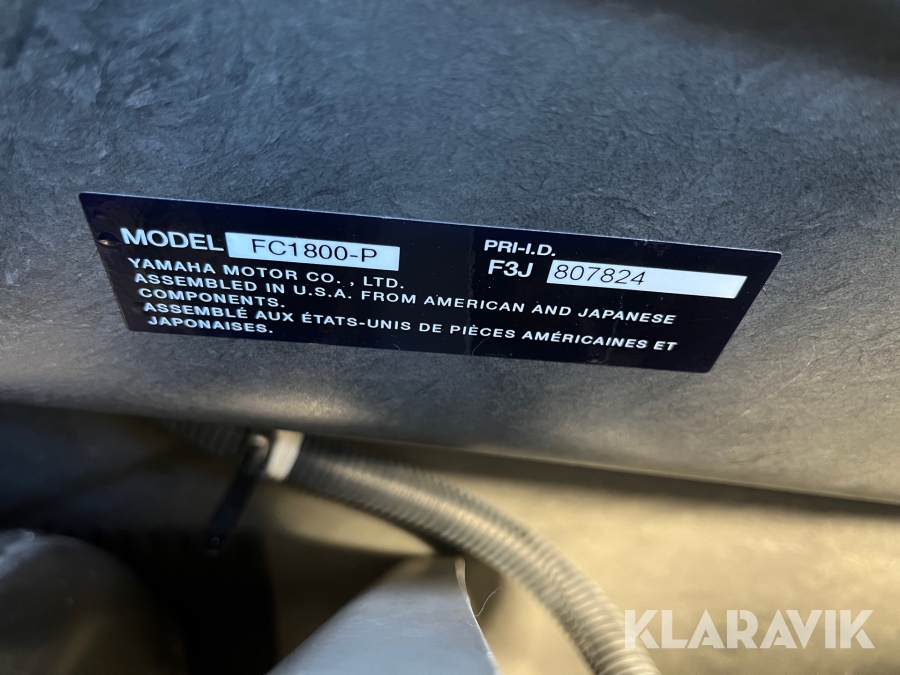 MODEL FC1800-P
YAMAHA MOTOR CO., LTD.
ASSEMBLED IN U.S.A. FROM AMERICAN AND JAPANESE
COMPONENTS.
ASSEMBLÉ AUX ÉTATS-UNIS DE PIÈCES AMÉRICAINES ET
JAPONAISES.
PRI-I.D.
F3J 807824
KLARAVIK